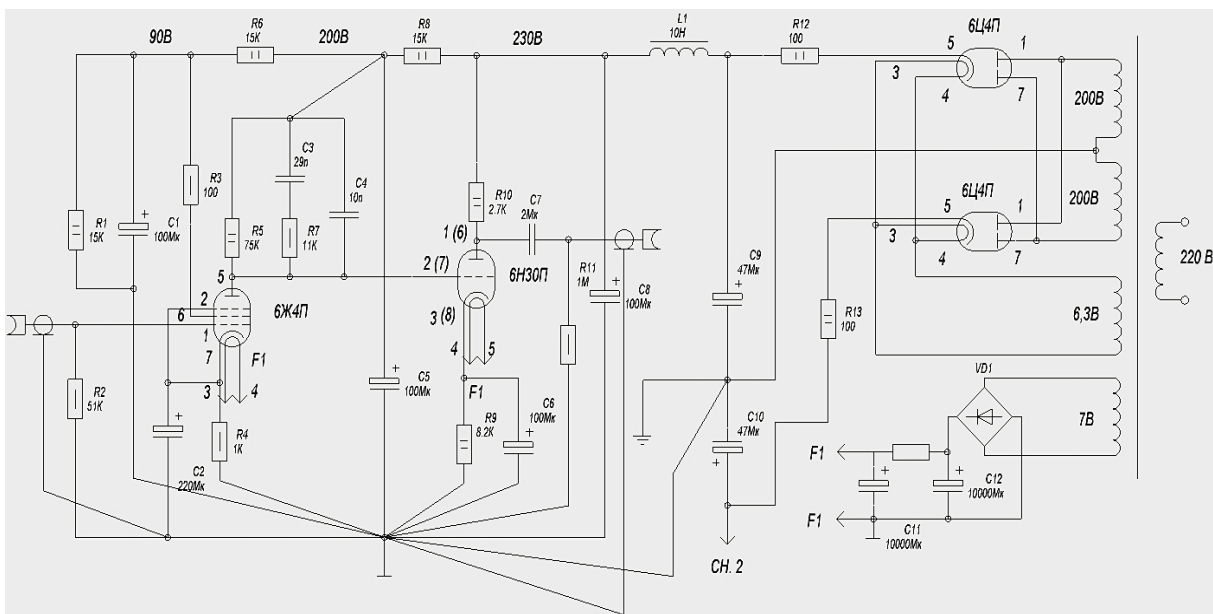 90В
R6
15K
200В
R8
15K
230В
L1
10H
R12
100
6Ц4П
5
1
3
4
7
200В
R3
100
C3
29n
C4
10n
R10
2.7K
C7
2Мк
R1
15K
C1
100Мк
R5
75K
R7
11K
1 (6)
6Ц4П
5
1
3
4
7
200В
220 В
5
2 (7)
6Н30П
R11
1M
C8
100Мк
C9
47Мк
2
6
6Ж4П
1
7
F1
3
4
3 (8)
4
5
F1
R13
100
6,3В
R2
51K
C5
100Мк
C6
100Мк
R9
8.2K
R4
1K
C2
220Мк
C10
47Мк
VD1
7В
F1
C12
10000Мк
F1
C11
10000Мк
CH. 2